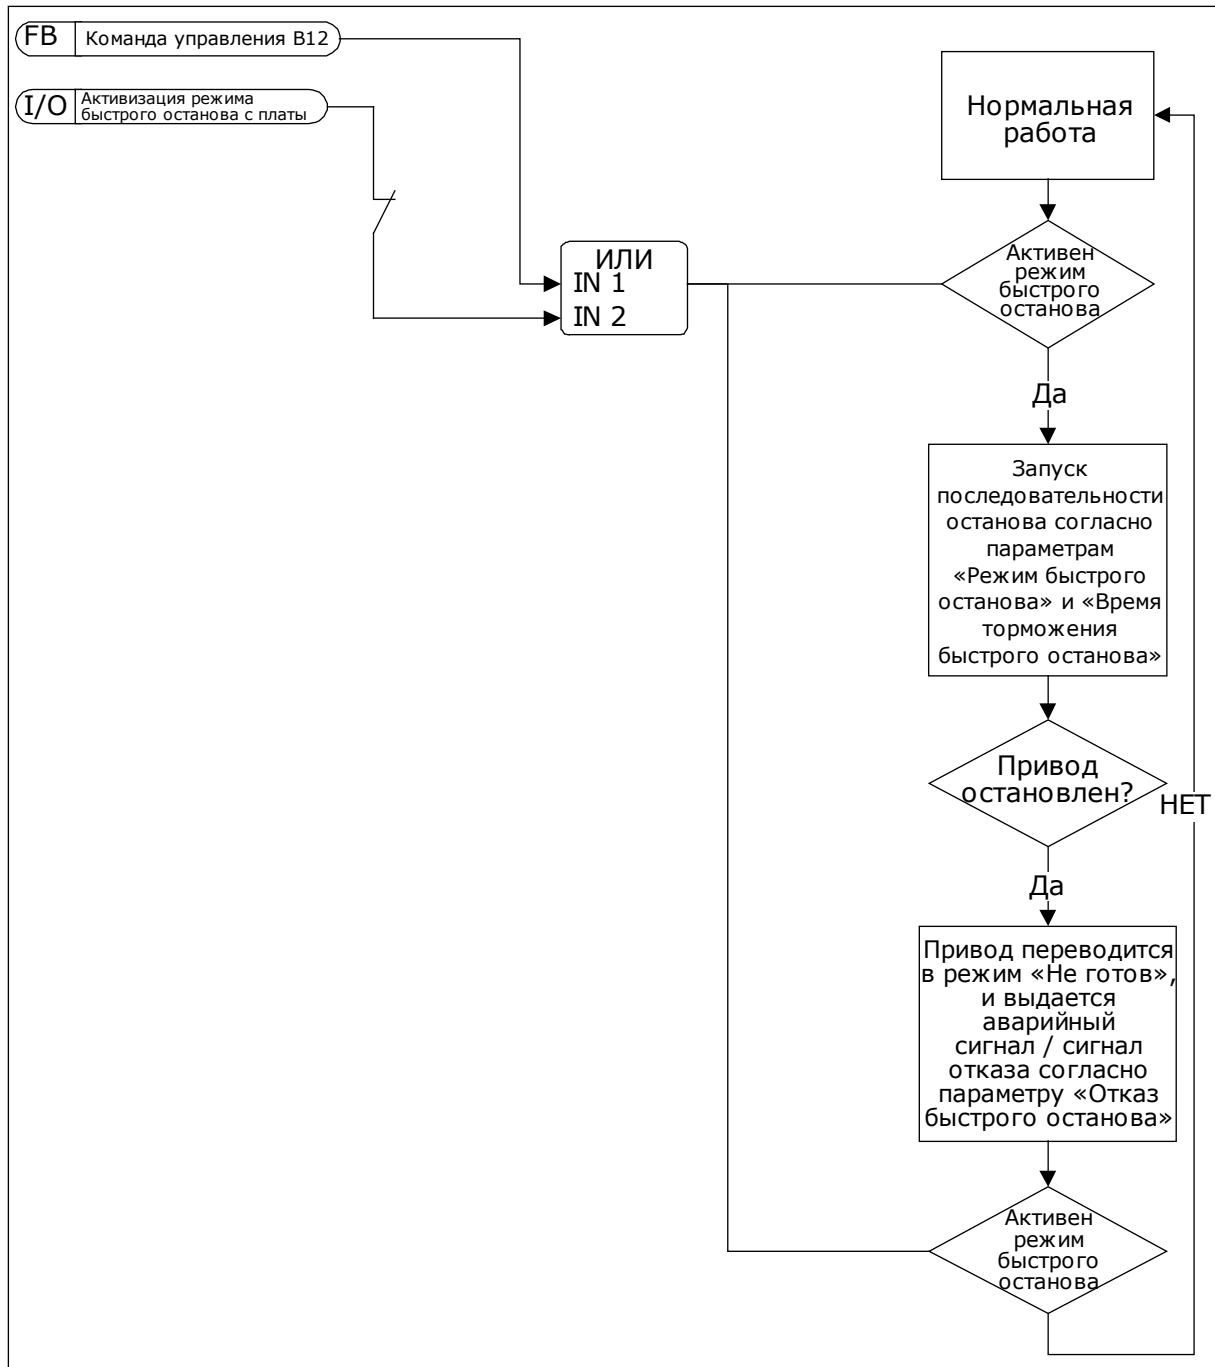 FB
Команда управления B12
I/O
Активизация режима
быстрого останова с платы
Нормальная
работа
ИЛИ
IN 1
IN 2
Активен
режим
быстрого
останова
Да
Запуск
последовательности
останова согласно
параметрам
«Режим быстрого
останова» и «Время
торможения
быстрого останова»
Привод
остановлен?
НЕТ
Да
Привод переводится
в режим «Не готов»,
и выдается
аварийный
сигнал / сигнал
отказа согласно
параметру «Отказ
быстрого останова»
Активен
режим
быстрого
останова